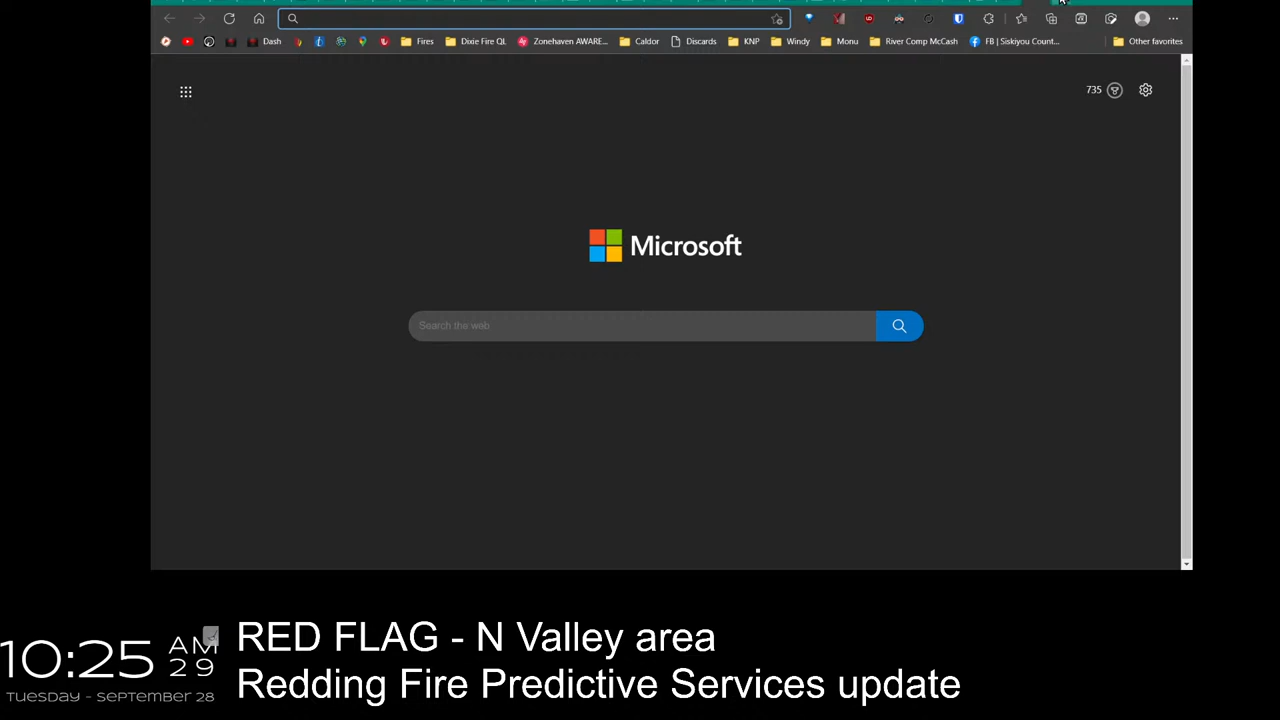 Dash
Fires
Dixie Fire QL
Zonehaven AWARE...
Caldor
Discards
KNP
Windy
Monu
River Comp McCash
FB | Siskiyou Count...
Other favorites
735
Microsoft
Search the web
10:25 AM 29
TUESDAY - SEPTEMBER 28
RED FLAG - N Valley area
Redding Fire Predictive Services update